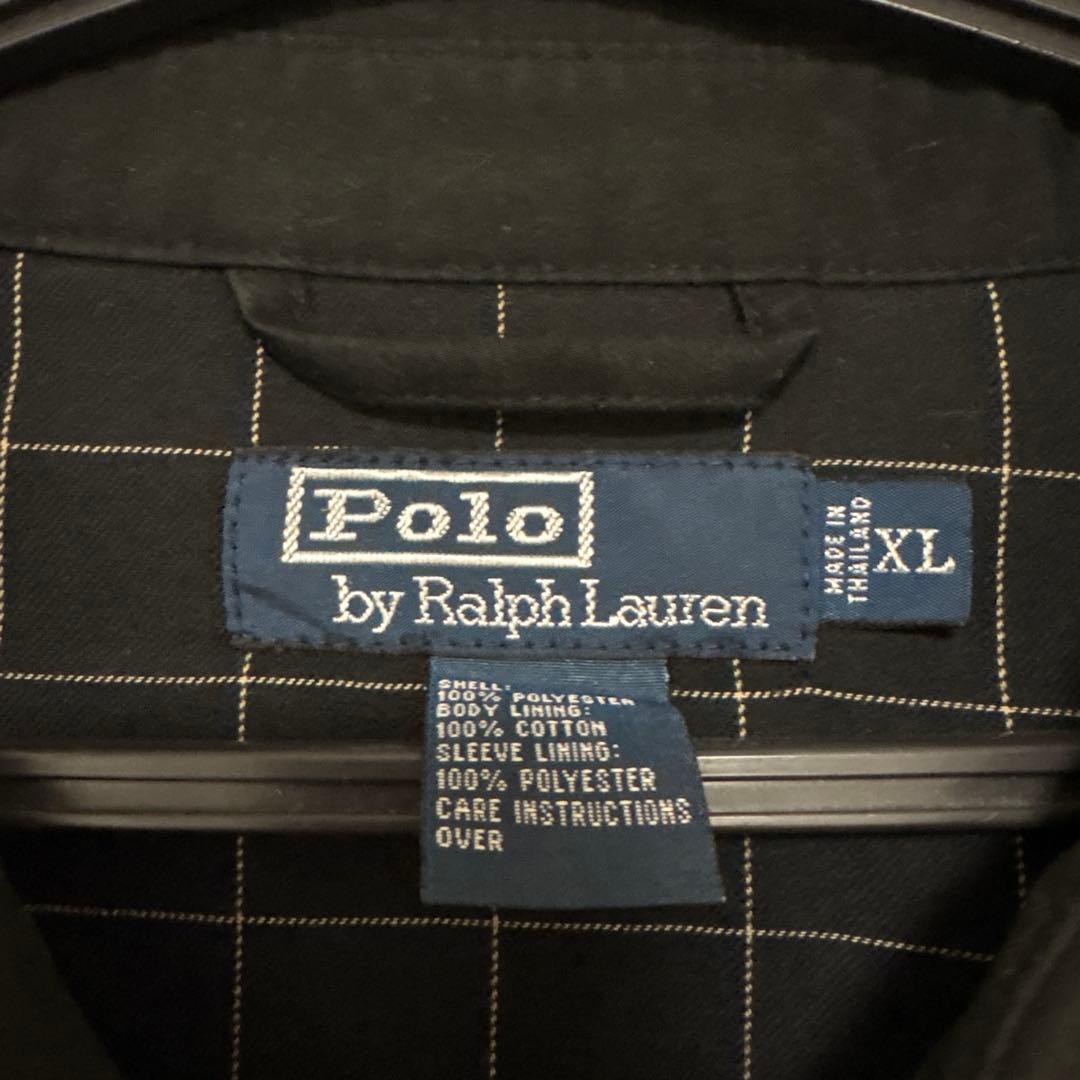 Polo
by Ralph Lauren
MADE IN
THAILAND
XL
SHELL:
100% POLYESTER
BODY LINING:
100% COTTON
SLEEVE LINING:
100% POLYESTER
CARE INSTRUCTIONS
OVER